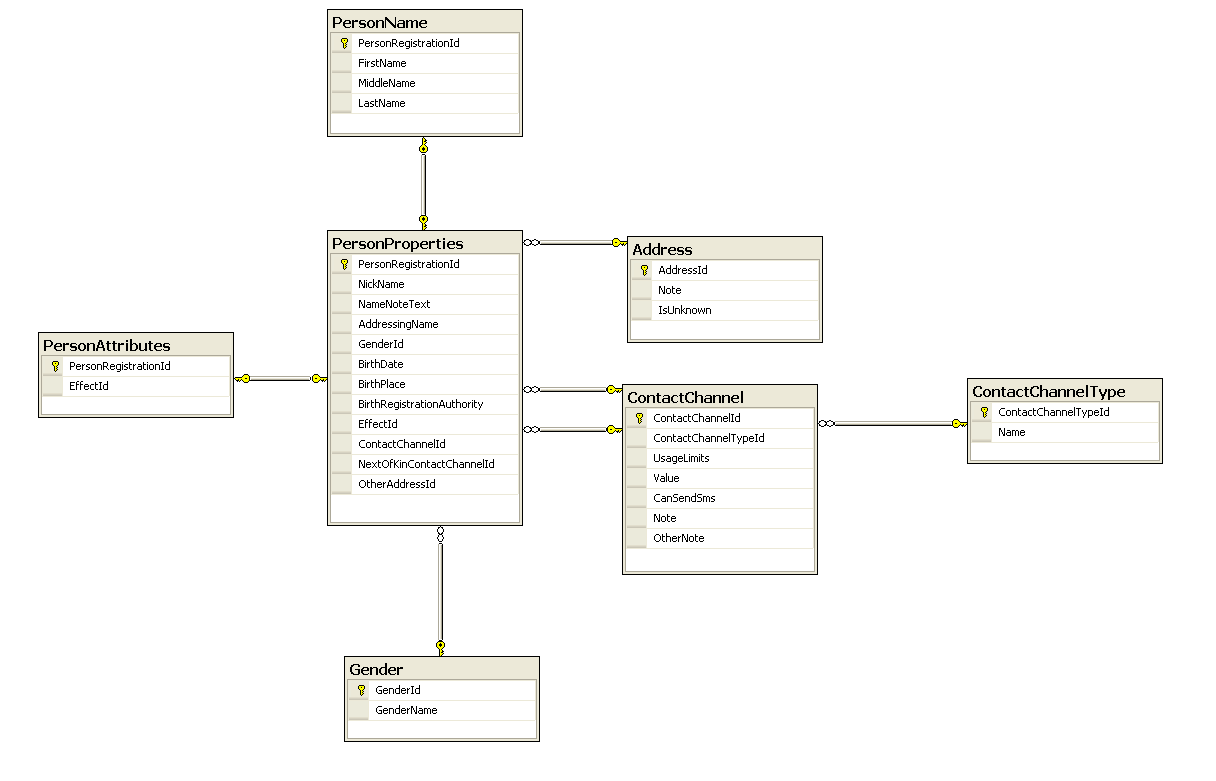 PersonName
PersonRegistrationId
FirstName
MiddleName
LastName
PersonProperties
PersonRegistrationId
NickName
NameNoteText
AddressingName
GenderId
BirthDate
BirthPlace
BirthRegistrationAuthority
EffectId
ContactChannelId
NextOfKinContactChannelId
OtherAddressId
Address
AddressId
Note
IsUnknown
PersonAttributes
PersonRegistrationId
EffectId
ContactChannel
ContactChannelId
ContactChannelTypeId
UsageLimits
Value
CanSendSms
Note
OtherNote
ContactChannelType
ContactChannelTypeId
Name
Gender
GenderId
GenderName